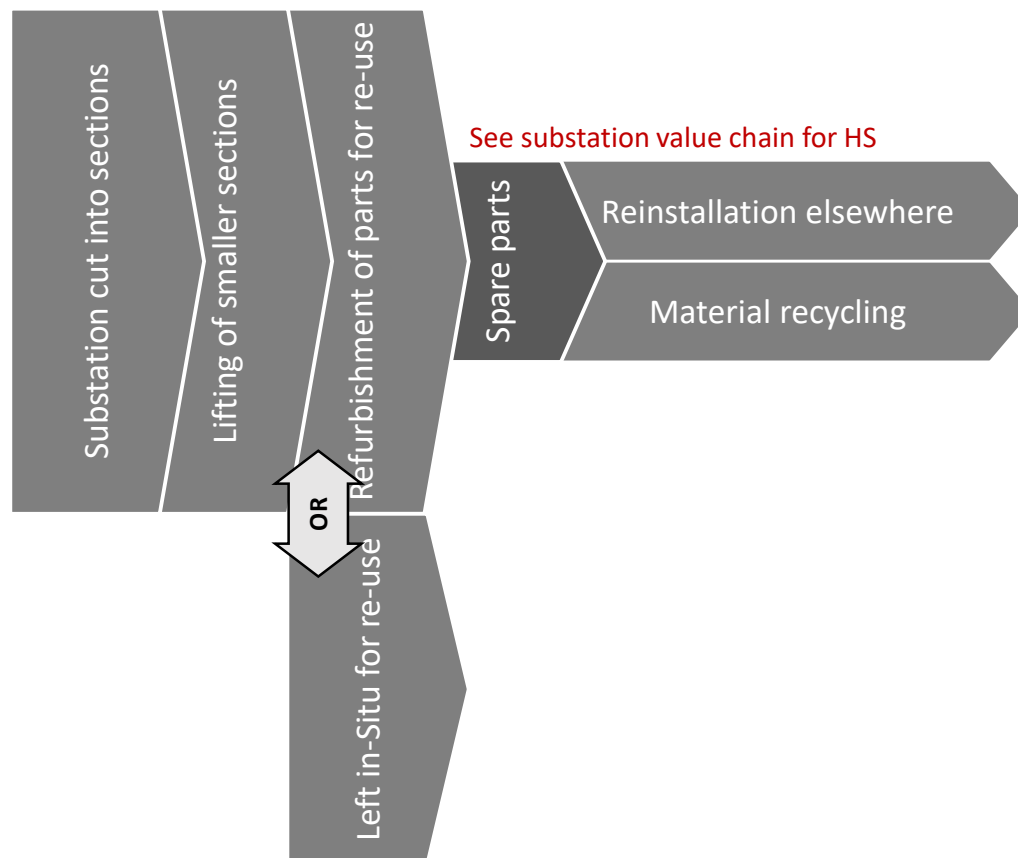 Substation cut into sections
Lifting of smaller sections
Refurbishment of parts for re-use
See substation value chain for HS
Spare parts
Reinstallation elsewhere
Material recycling
OR
Left in-Situ for re-use